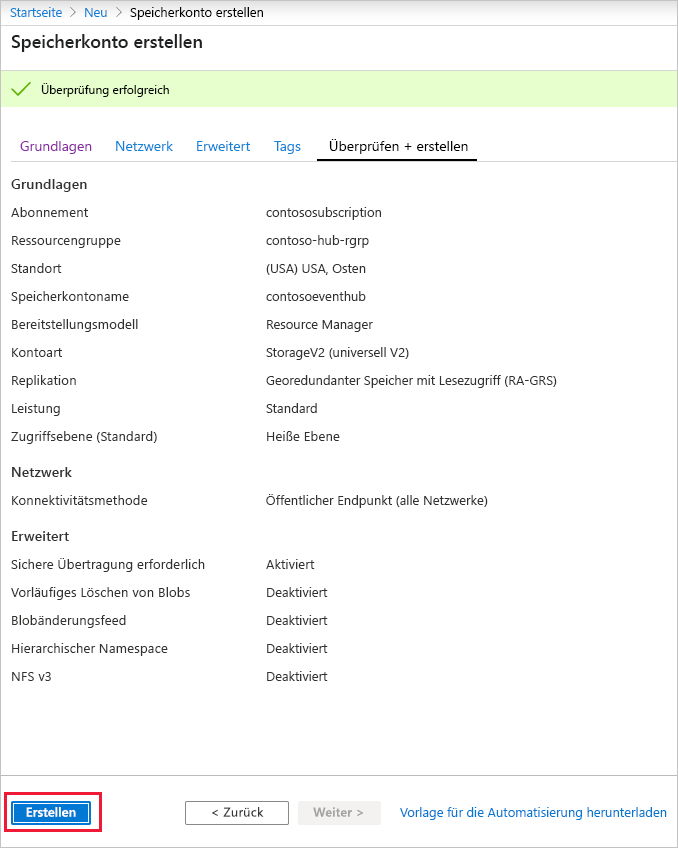 Startseite > Neu > Speicherkonto erstellen
Speicherkonto erstellen
Überprüfung erfolgreich
Grundlagen Netzwerk Erweitert Tags Überprüfen + erstellen
Grundlagen
Abonnement contososubscription
Ressourcengruppe contoso-hub-rgrp
Standort (USA) USA, Osten
Speicherkontoname contosoeventhub
Bereitstellungsmodell Resource Manager
Kontoart StorageV2 (universell V2)
Replikation Georedundanter Speicher mit Lesezugriff (RA-GRS)
Leistung Standard
Zugriffsebene (Standard) Heiße Ebene
Netzwerk
Konnektivitätsmethode Öffentlicher Endpunkt (alle Netzwerke)
Erweitert
Sichere Übertragung erforderlich Aktiviert
Vorläufiges Löschen von Blobs Deaktiviert
Blobänderungsfeed Deaktiviert
Hierarchischer Namespace Deaktiviert
NFS v3 Deaktiviert
Erstellen < Zurück Weiter > Vorlage für die Automatisierung herunterladen